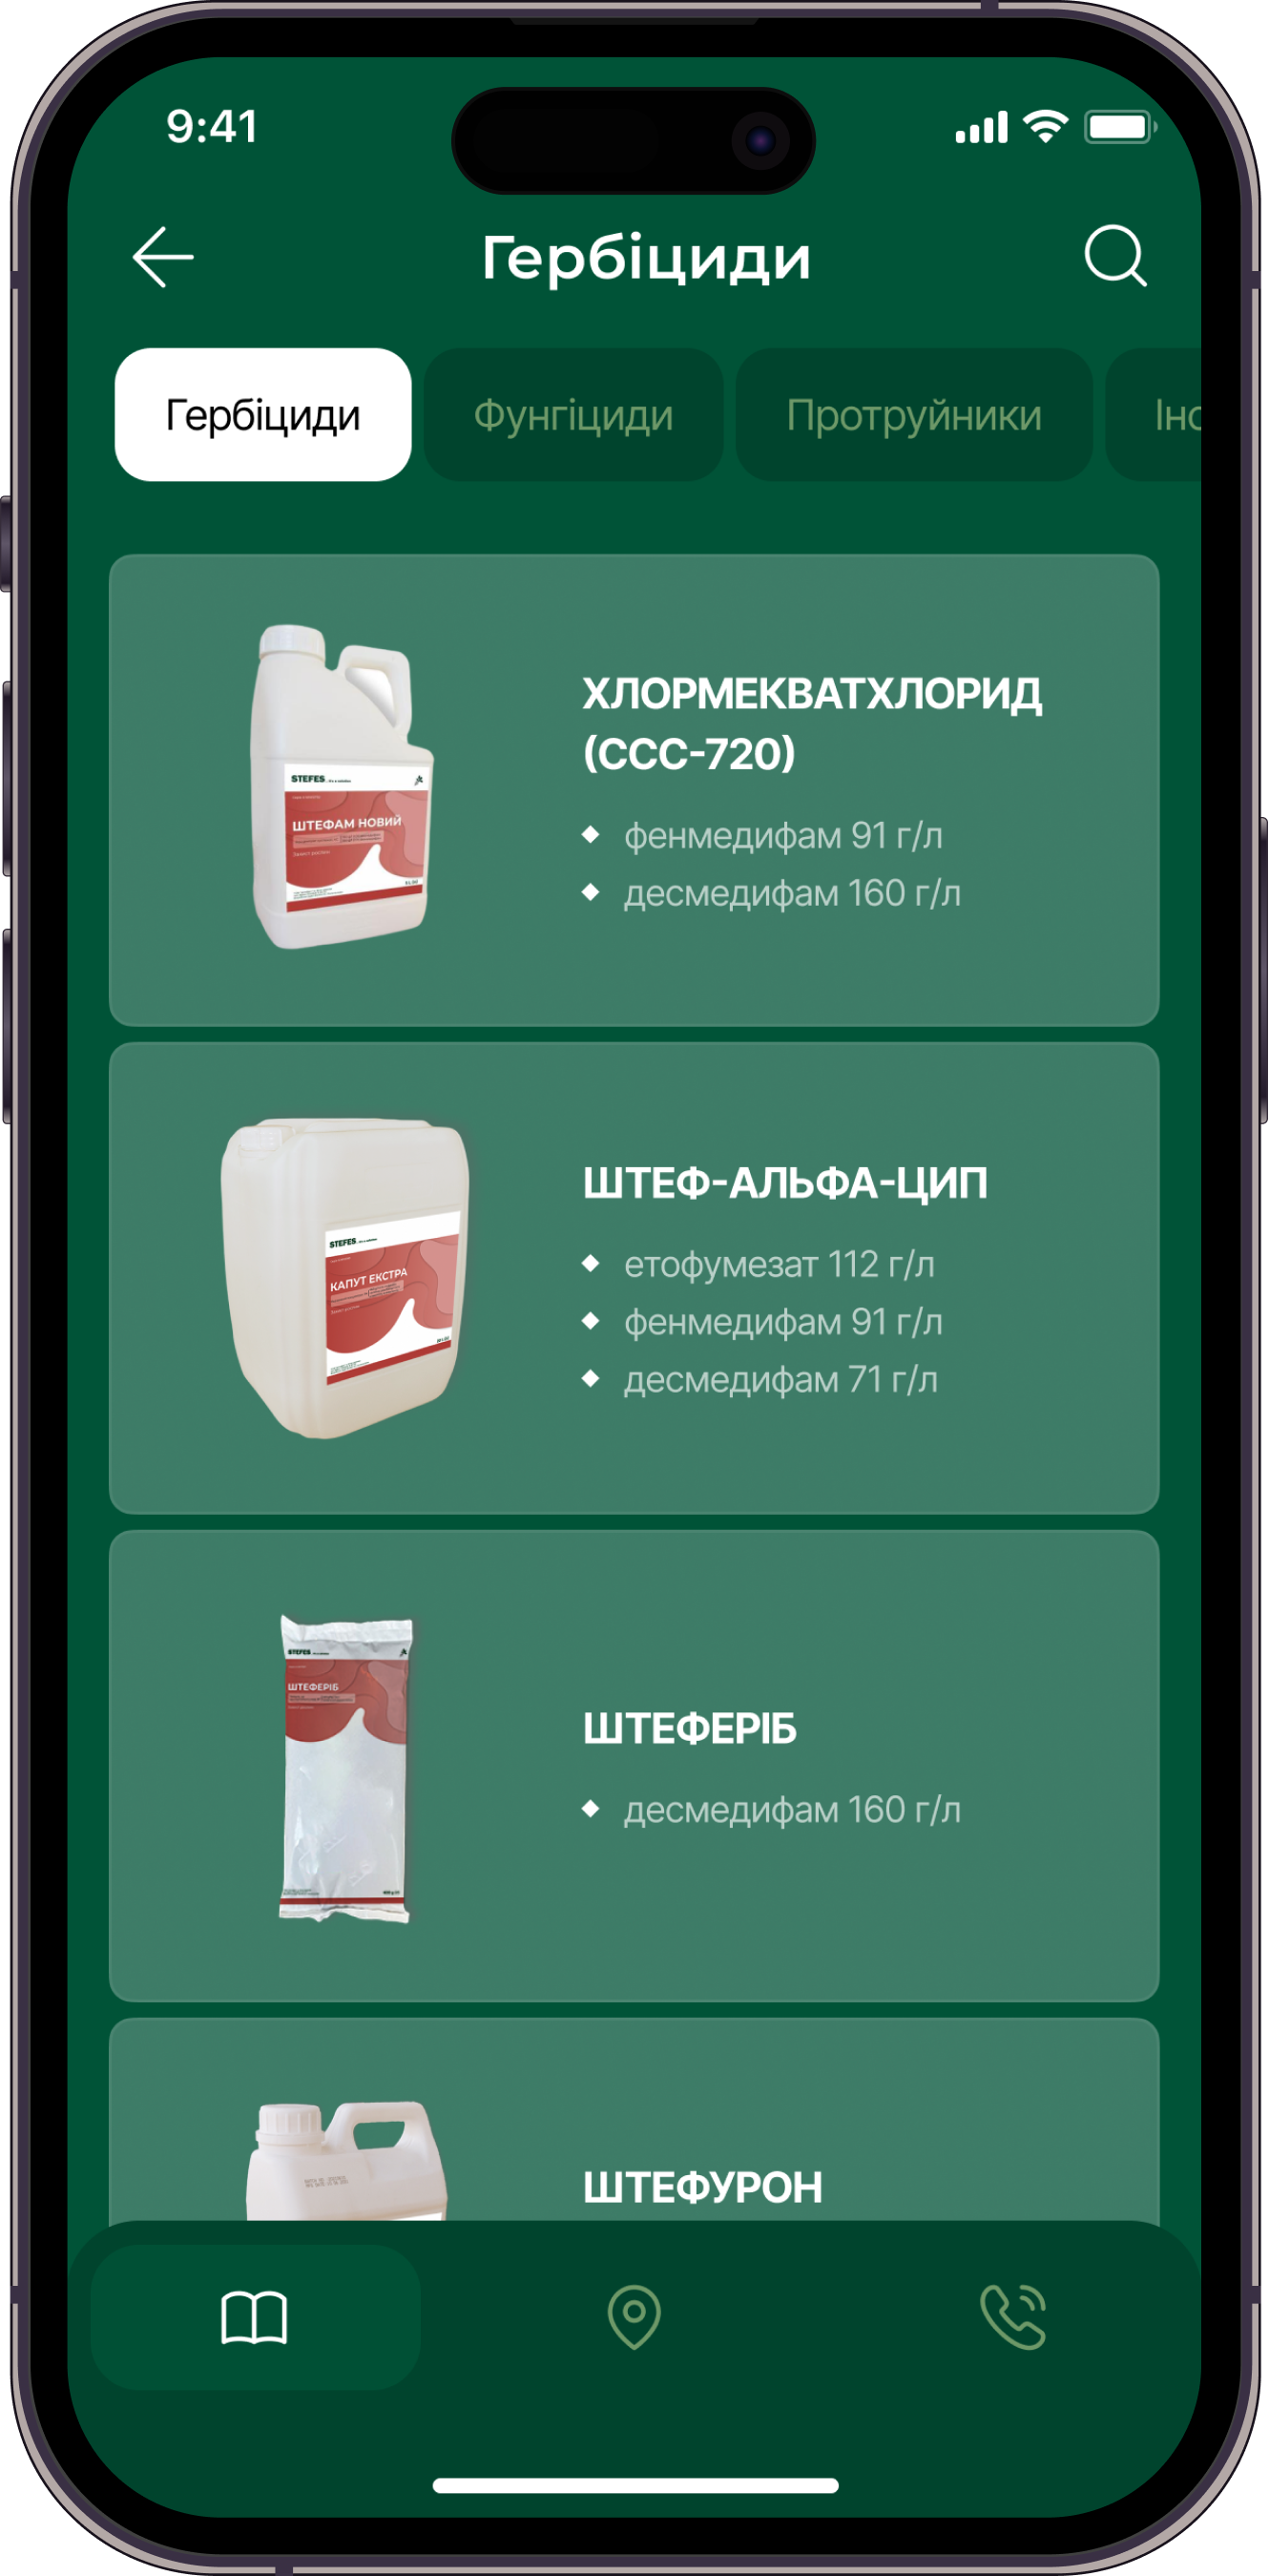 9:41
Гербіциди
Гербіциди
Фунгіциди
Протруйники
Інс
ХЛОРМЕКВАТХЛОРИД
(ССС-720)
фенмедифам 91 г/л
десмедифам 160 г/л
STEFES
ШТЕФАМ НОВИЙ
ШТЕФ-АЛЬФА-ЦИП
етофумезат 112 г/л
фенмедифам 91 г/л
десмедифам 71 г/л
STEFES
КАПУТ ЕКСТРА
ШТЕФЕРІБ
десмедифам 160 г/л
STEFES
ШТЕФЕРІБ
ШТЕФУРОН